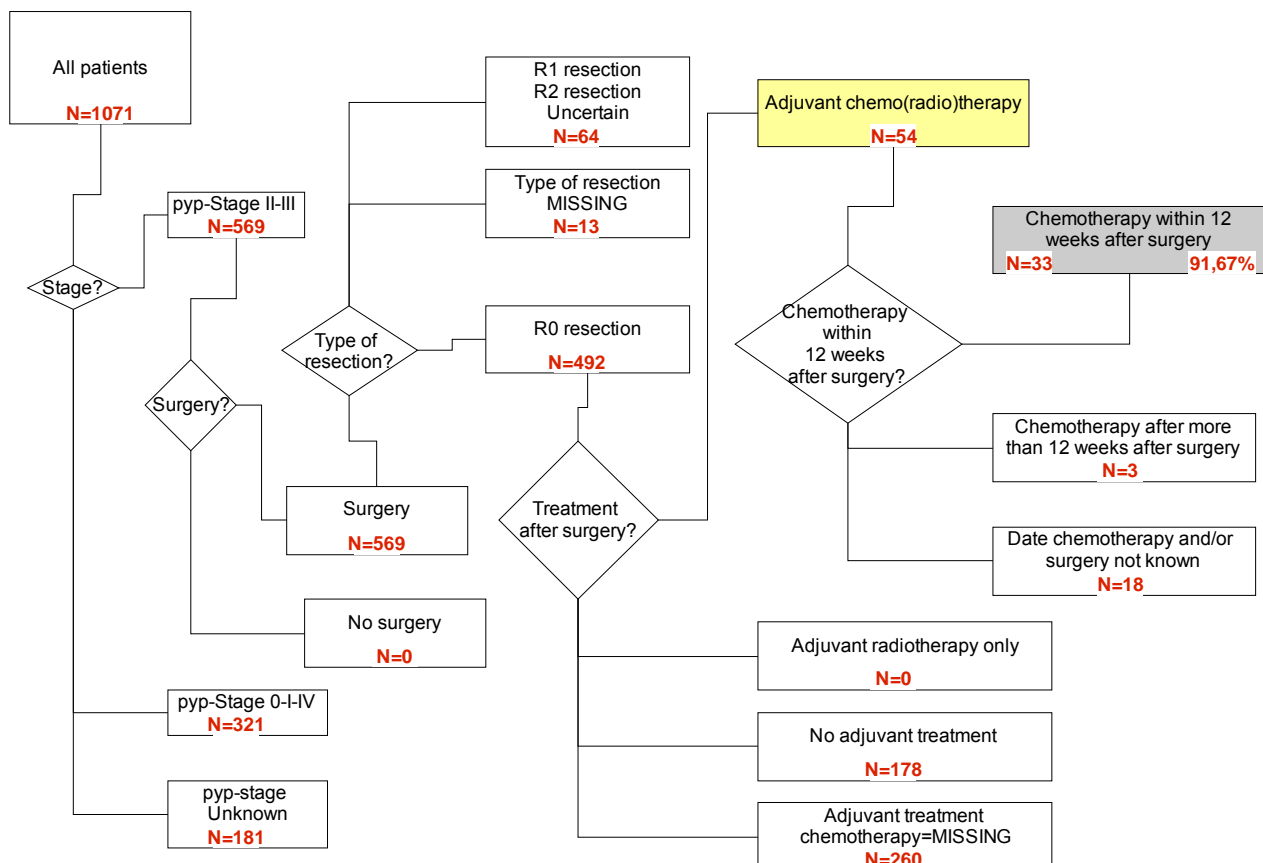 All patients
N=1071
Stage?
pyp-Stage II-III
N=569
Surgery?
pyp-Stage 0-I-IV
N=321
pyp-stage
Unknown
N=181
Surgery
N=569
No surgery
N=0
Type of
resection?
R1 resection
R2 resection
Uncertain
N=64
Type of resection
MISSING
N=13
R0 resection
N=492
Treatment
after surgery?
Adjuvant chemo(radio)therapy
N=54
Chemotherapy
within
12 weeks
after surgery?
Chemotherapy within 12
weeks after surgery
N=33 91,67%
Chemotherapy after more
than 12 weeks after surgery
N=3
Date chemotherapy and/or
surgery not known
N=18
Adjuvant radiotherapy only
N=0
No adjuvant treatment
N=178
Adjuvant treatment
chemotherapy=MISSING
N=260